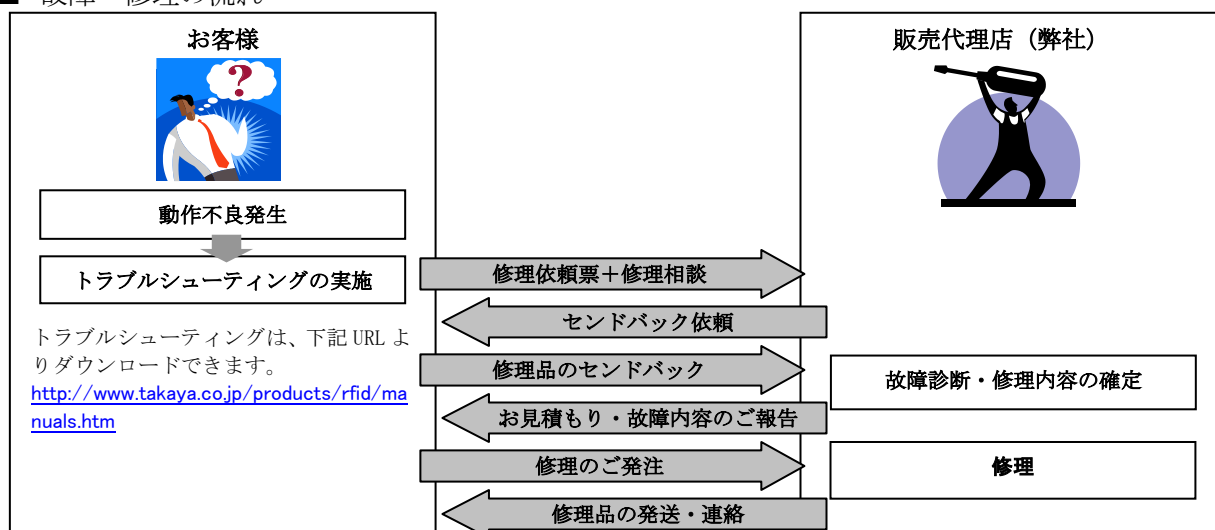 ■ 故障・修理の流れ
お客様
販売代理店（弊社）
?
動作不良発生
トラブルシューティングの実施
修理依頼票＋修理相談
センドバック依頼
トラブルシューティングは、下記 URL よ
りダウンロードできます。
http://www.takaya.co.jp/products/rfid/ma
nuals.htm
修理品のセンドバック
故障診断・修理内容の確定
お見積もり・故障内容のご報告
修理のご発注
修理
修理品の発送・連絡